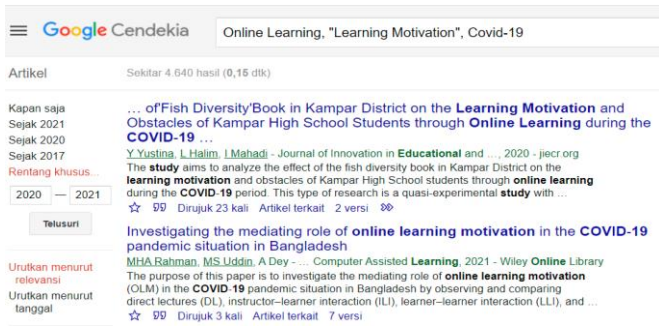 Google Cendekia
Online Learning, "Learning Motivation", Covid-19
Artikel
Sekitar 4.640 hasil (0,15 dtk)
Kapan saja
Sejak 2021
Sejak 2020
Sejak 2017
Rentang khusus...
2020 — 2021
Telusuri
Urutkan menurut
relevansi
Urutkan menurut
tanggal
... of'Fish Diversity'Book in Kampar District on the Learning Motivation and
Obstacles of Kampar High School Students through Online Learning during the
COVID-19 ...
Y Yustina, L Halim, I Mahadi - Journal of Innovation in Educational and ..., 2020 - jiecr.org
The study aims to analyze the effect of the fish diversity book in Kampar District on the
learning motivation and obstacles of Kampar High School students through online learning
during the COVID-19 period. This type of research is a quasi-experimental study with ...
Dirujuk 23 kali Artikel terkait 2 versi
Investigating the mediating role of online learning motivation in the COVID-19
pandemic situation in Bangladesh
MHA Rahman, MS Uddin, A Dey - ... Computer Assisted Learning, 2021 - Wiley Online Library
The purpose of this paper is to investigate the mediating role of online learning motivation
(OLM) in the COVID-19 pandemic situation in Bangladesh by observing and comparing
direct lectures (DL), instructor–learner interaction (ILI), learner–learner interaction (LLI), and ...
Dirujuk 3 kali Artikel terkait 7 versi